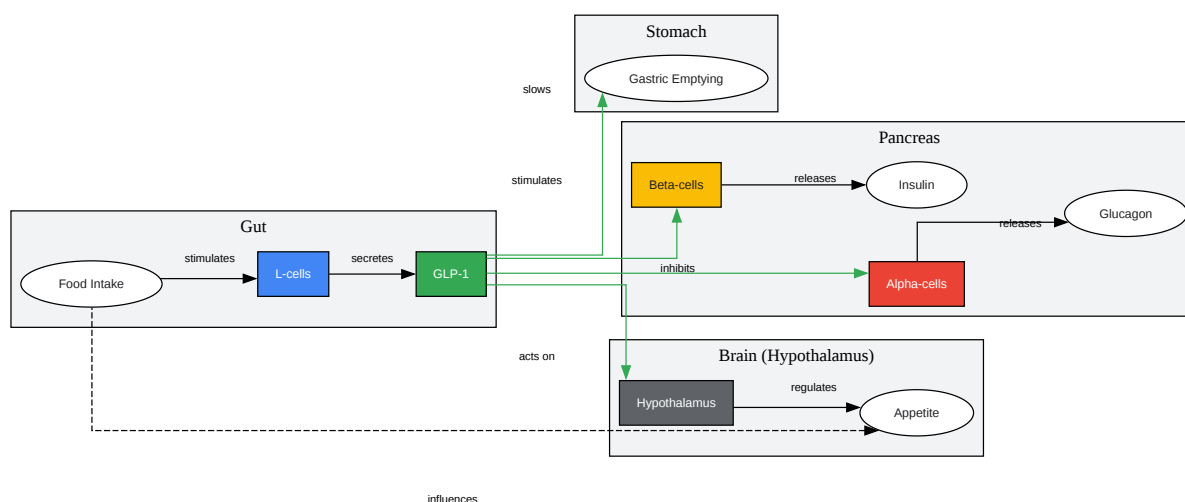 Stomach
Gastric Emptying
slows
Pancreas
stimulates
Beta-cells
releases
Insulin
Glucagon
releases
Gut
stimulates
L-cells
secretes
GLP-1
Food Intake
inhibits
Alpha-cells
acts on
Brain (Hypothalamus)
Hypothalamus
regulates
Appetite
influences